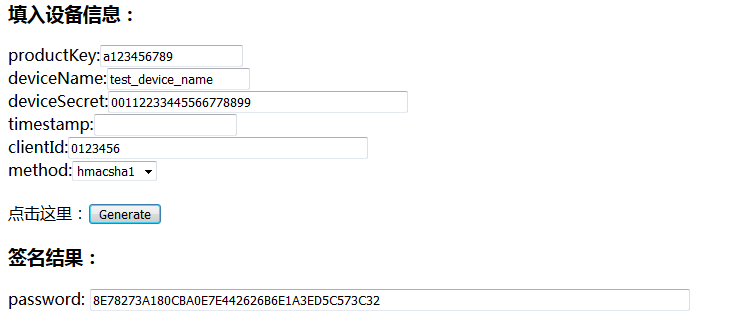 填入设备信息：
productKey:a123456789
deviceName:test_device_name
deviceSecret:00112233445566778899
timestamp:
clientId:0123456
method:hmacsha1
点击这里：Generate
签名结果：
password: 8E78273A180CBA0E7E442626B6E1A3ED5C573C32